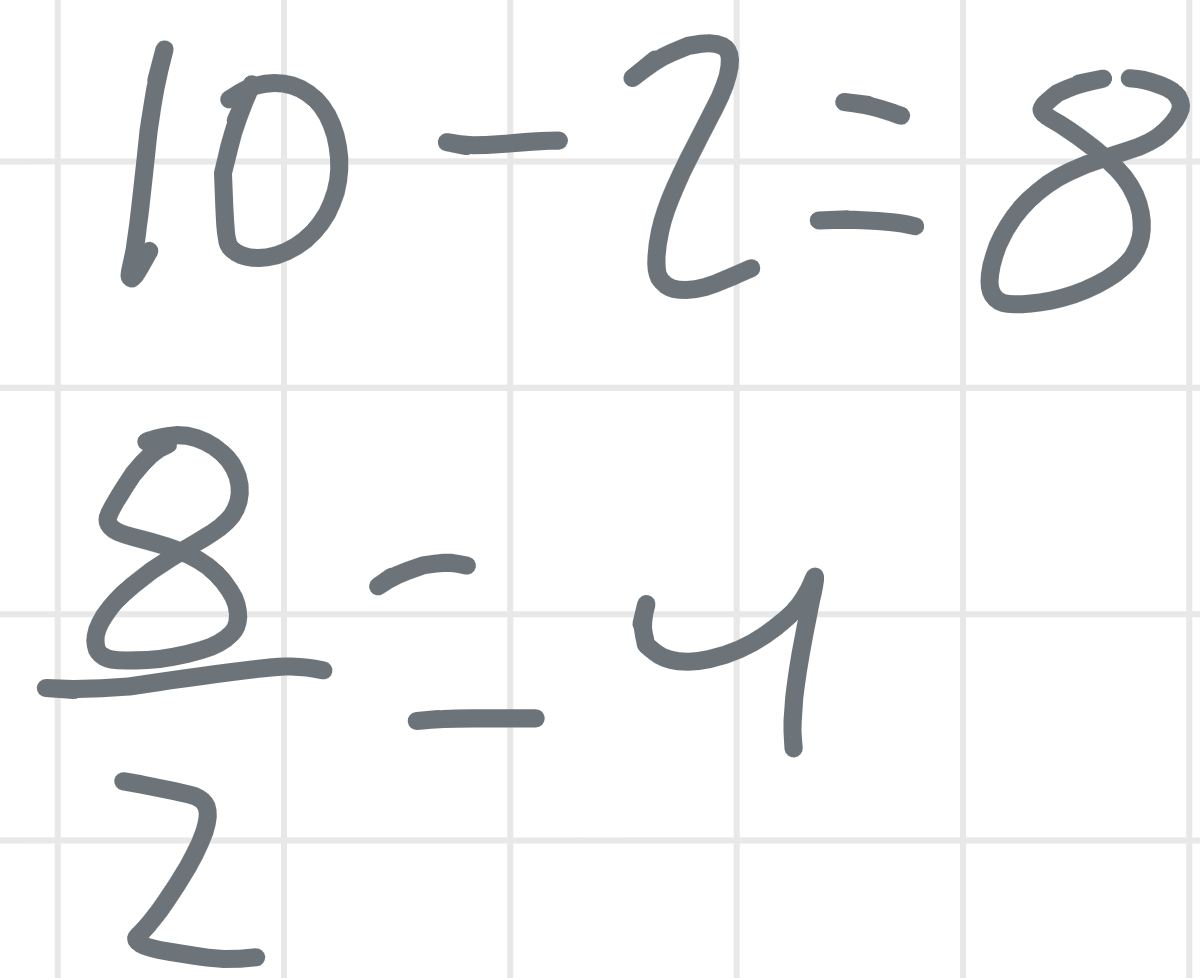 10 - 2 = 8
8/2 = 4